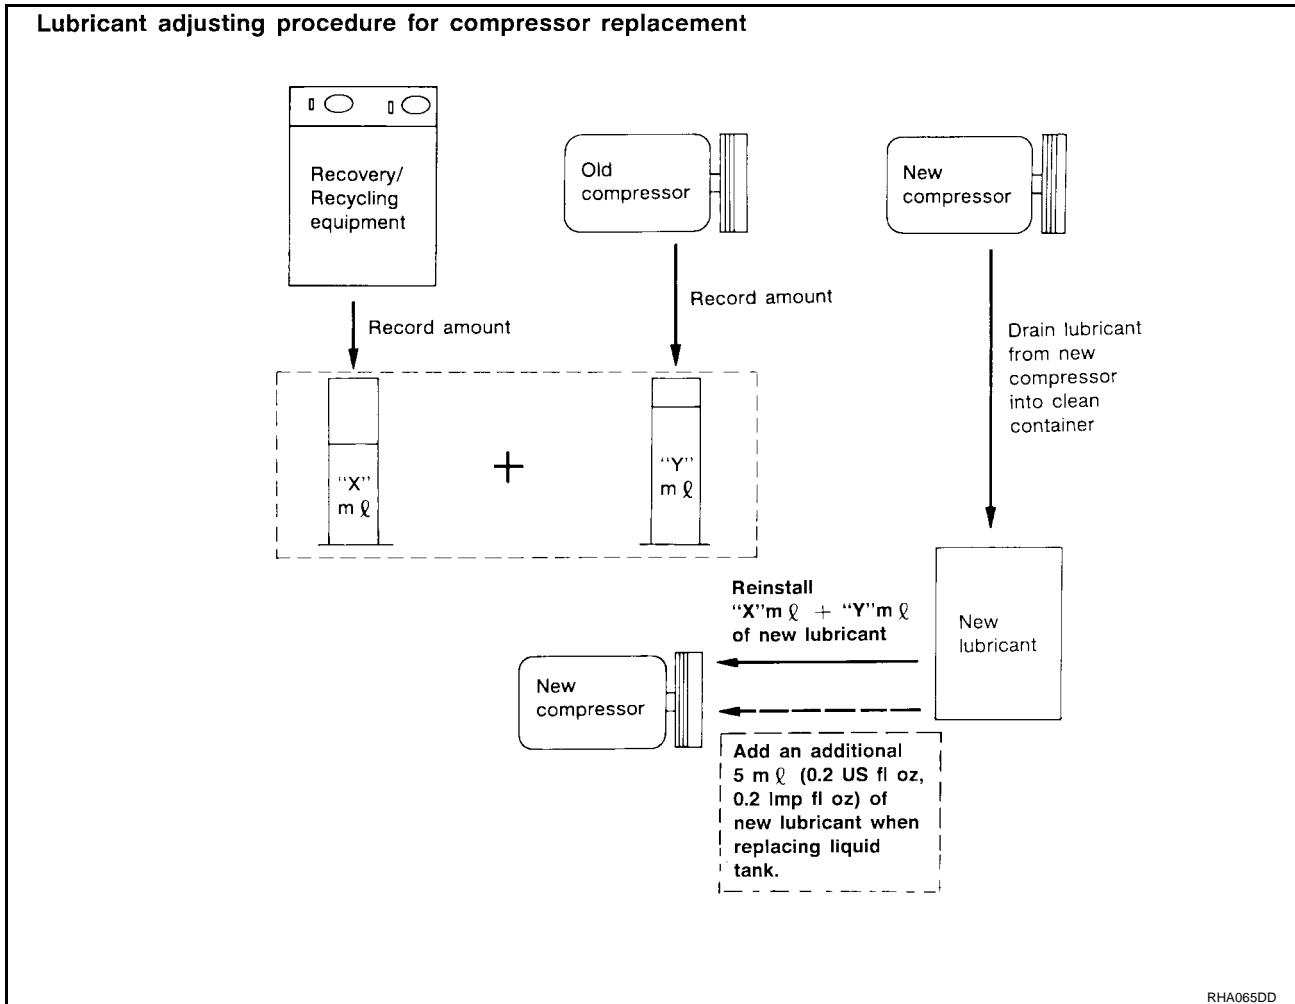 Lubricant adjusting procedure for compressor replacement
Recovery/
Recycling
equipment
Old
compressor
New
compressor
Record amount
Record amount
Drain lubricant
from new
compressor
into clean
container
“X”
mℓ
+
“Y”
mℓ
Reinstall
“X”mℓ + “Y”mℓ
of new lubricant
New
lubricant
New
compressor
Add an additional
5 mℓ (0.2 US fl oz,
0.2 Imp fl oz) of
new lubricant when
replacing liquid
tank.
RHA065DD